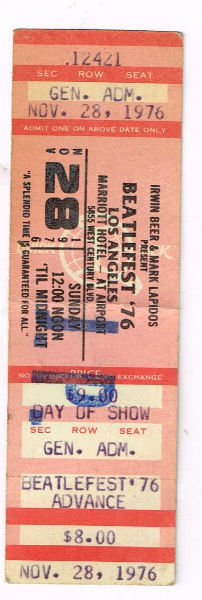 .12421
SEC ROW SEAT
GEN. ADM.
NOV. 28, 1976
ADMIT ONE ON ABOVE DATE ONLY
IRWIN BEER & MARK LAPIDOS
PRESENT
BEATLEFEST '76
LOS ANGELES
MARRIOTT HOTEL - AT AIRPORT
5855 WEST CENTURY BLVD.
NOV
28
1976
SUNDAY
12:00 NOON
'TIL MIDNIGHT
"A SPLENDID
TIME IS
GUARANTEED
FOR ALL."
PRICE
EXCHANGE
$9.00
DAY OF SHOW
SEC ROW SEAT
GEN. ADM.
BEATLEFEST'76
ADVANCE
$8.00
NOV. 28, 1976